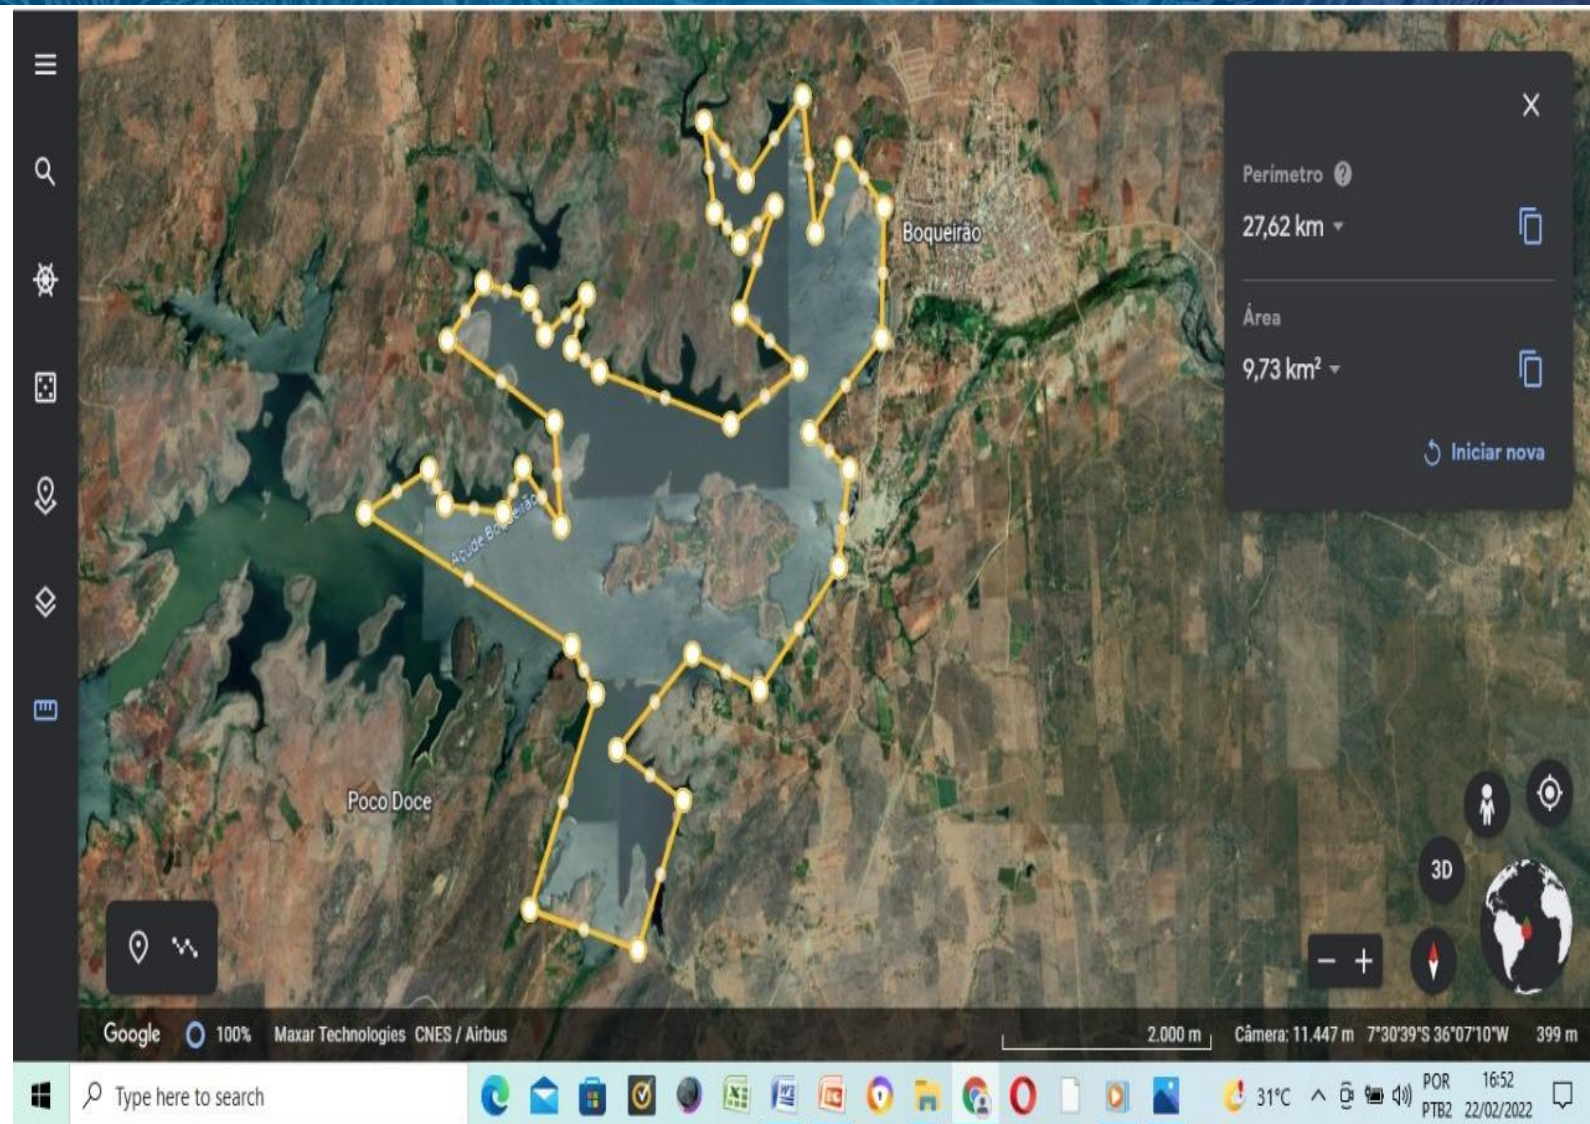 Boqueirão
Açude Boqueirão
Poco Doce
Perimetro
27,62 km
Área
9,73 km²
Iniciar nova
3D
Google 100% Maxar Technologies CNES / Airbus 2.000 m Câmera: 11.447 m 7°30'39"S 36°07'10"W 399 m
Type here to search
31°C
POR
PTB2
16:52
22/02/2022